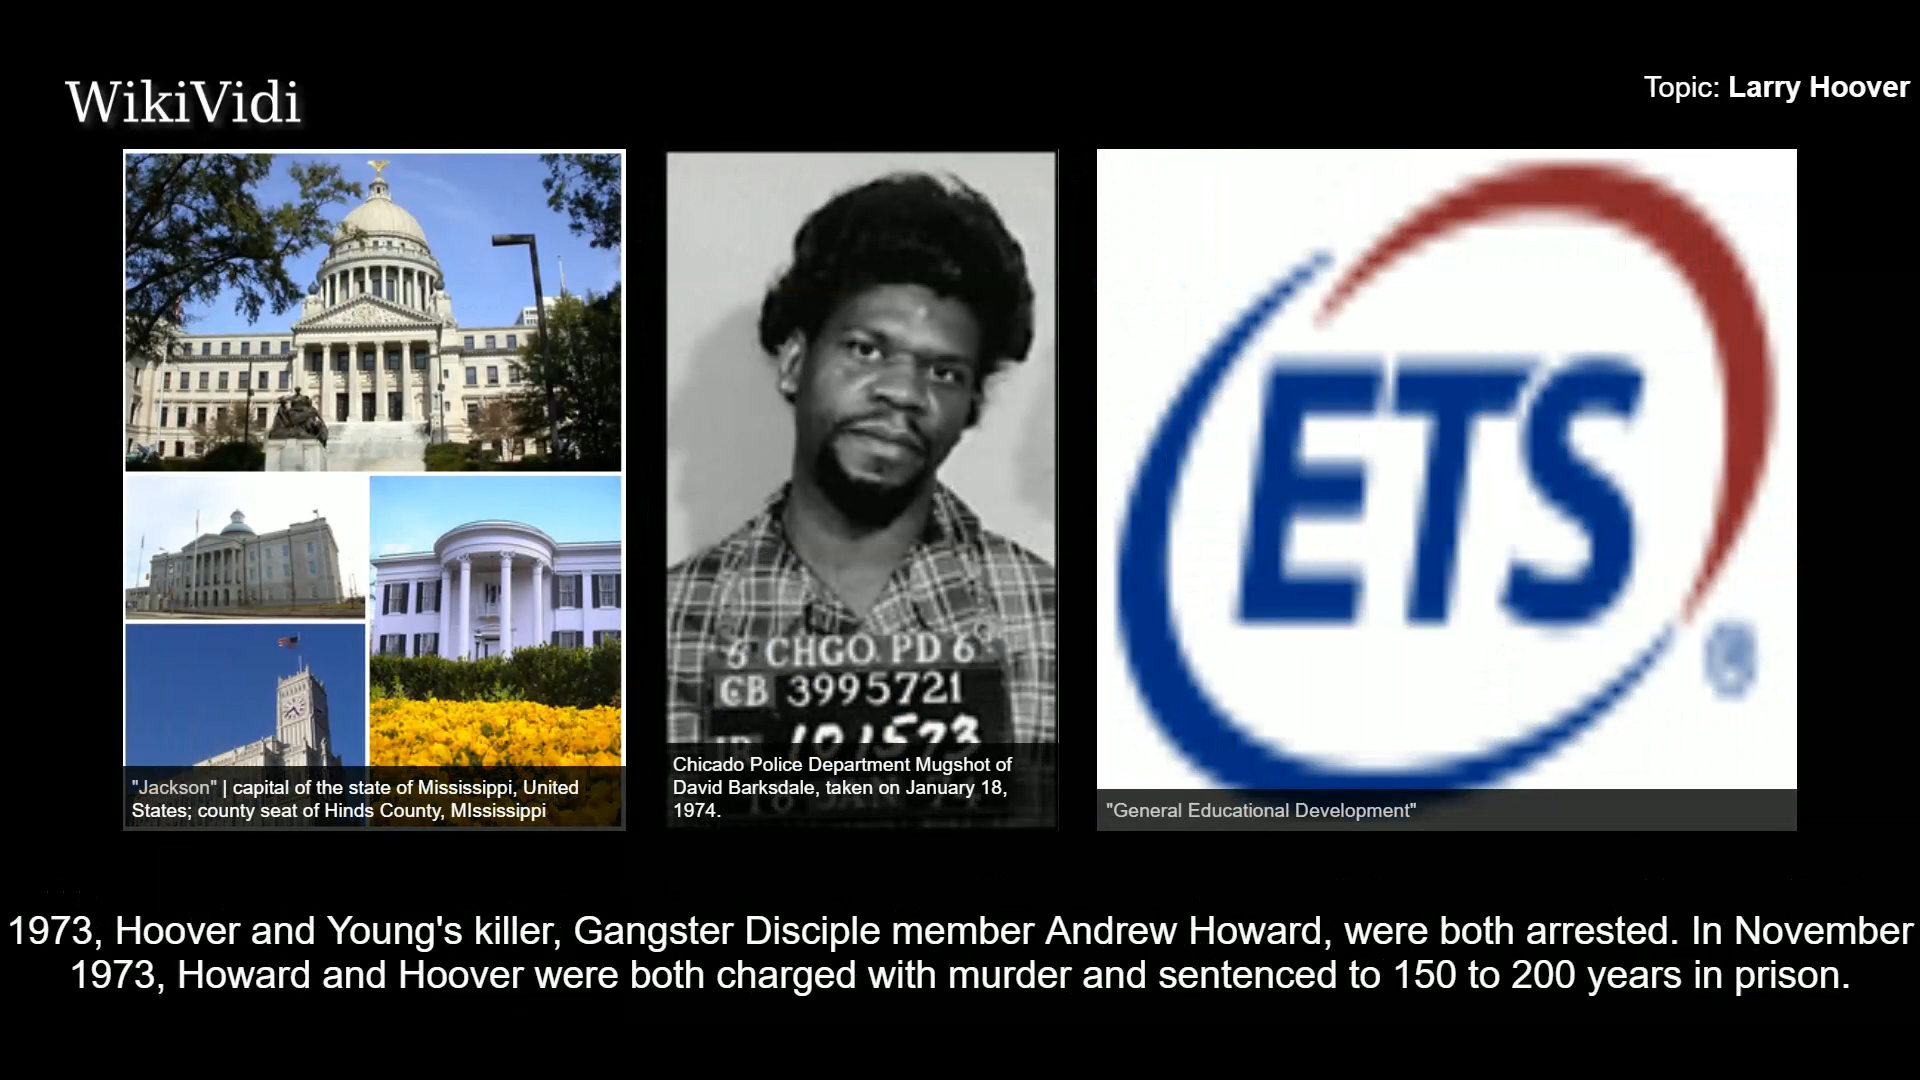 WikiVidi
Topic: Larry Hoover
"Jackson" | capital of the state of Mississippi, United
States; county seat of Hinds County, MIssissippi
6 CHGO. PD 6
CB 3995721
101573
Chicado Police Department Mugshot of
David Barksdale, taken on January 18,
1974.
ETS
®
"General Educational Development"
1973, Hoover and Young's killer, Gangster Disciple member Andrew Howard, were both arrested. In November
1973, Howard and Hoover were both charged with murder and sentenced to 150 to 200 years in prison.